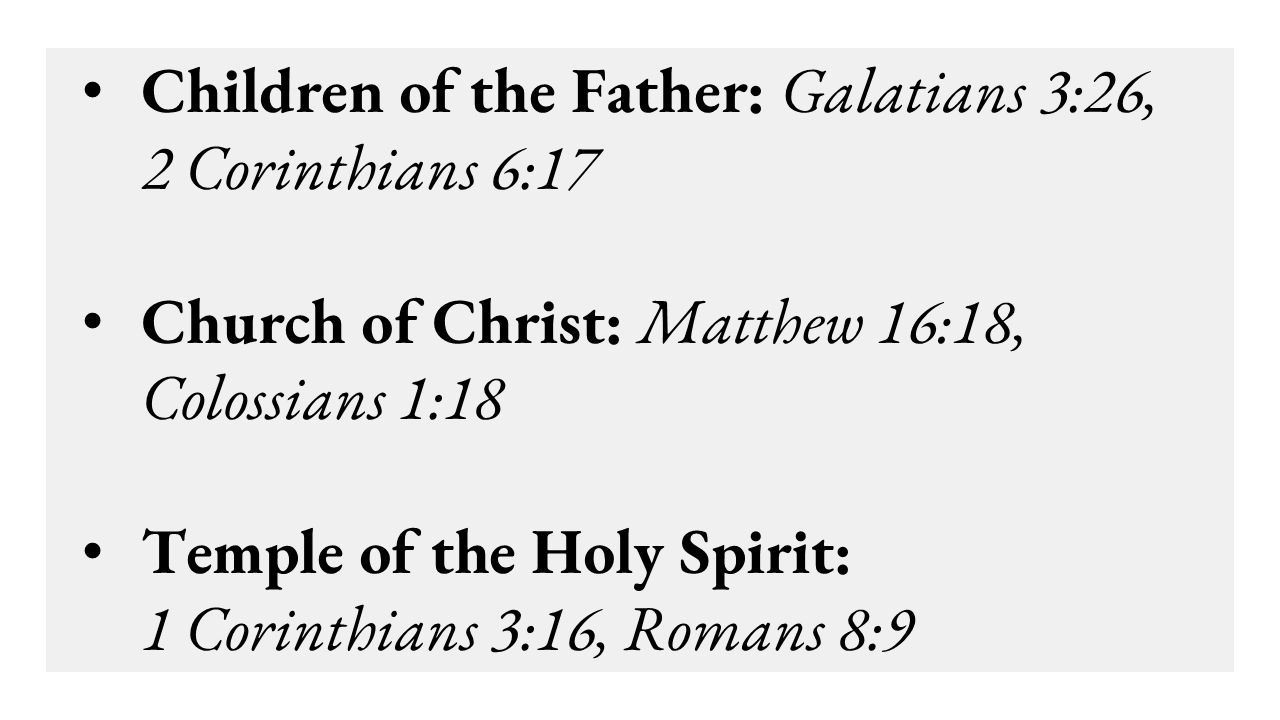 • Children of the Father: Galatians 3:26,
2 Corinthians 6:17
• Church of Christ: Matthew 16:18,
Colossians 1:18
• Temple of the Holy Spirit:
1 Corinthians 3:16, Romans 8:9